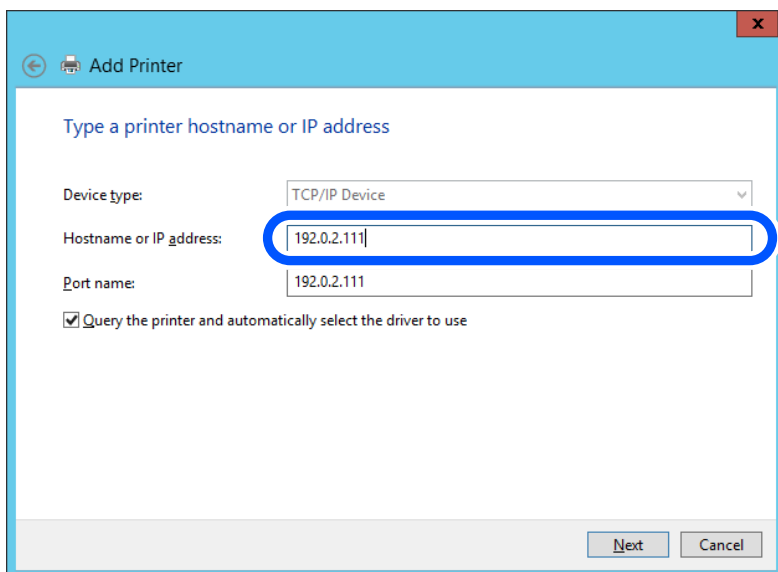 x
Add Printer
Type a printer hostname or IP address
Device type: TCP/IP Device
Hostname or IP address: 192.0.2.111
Port name: 192.0.2.111
Query the printer and automatically select the driver to use
Next Cancel